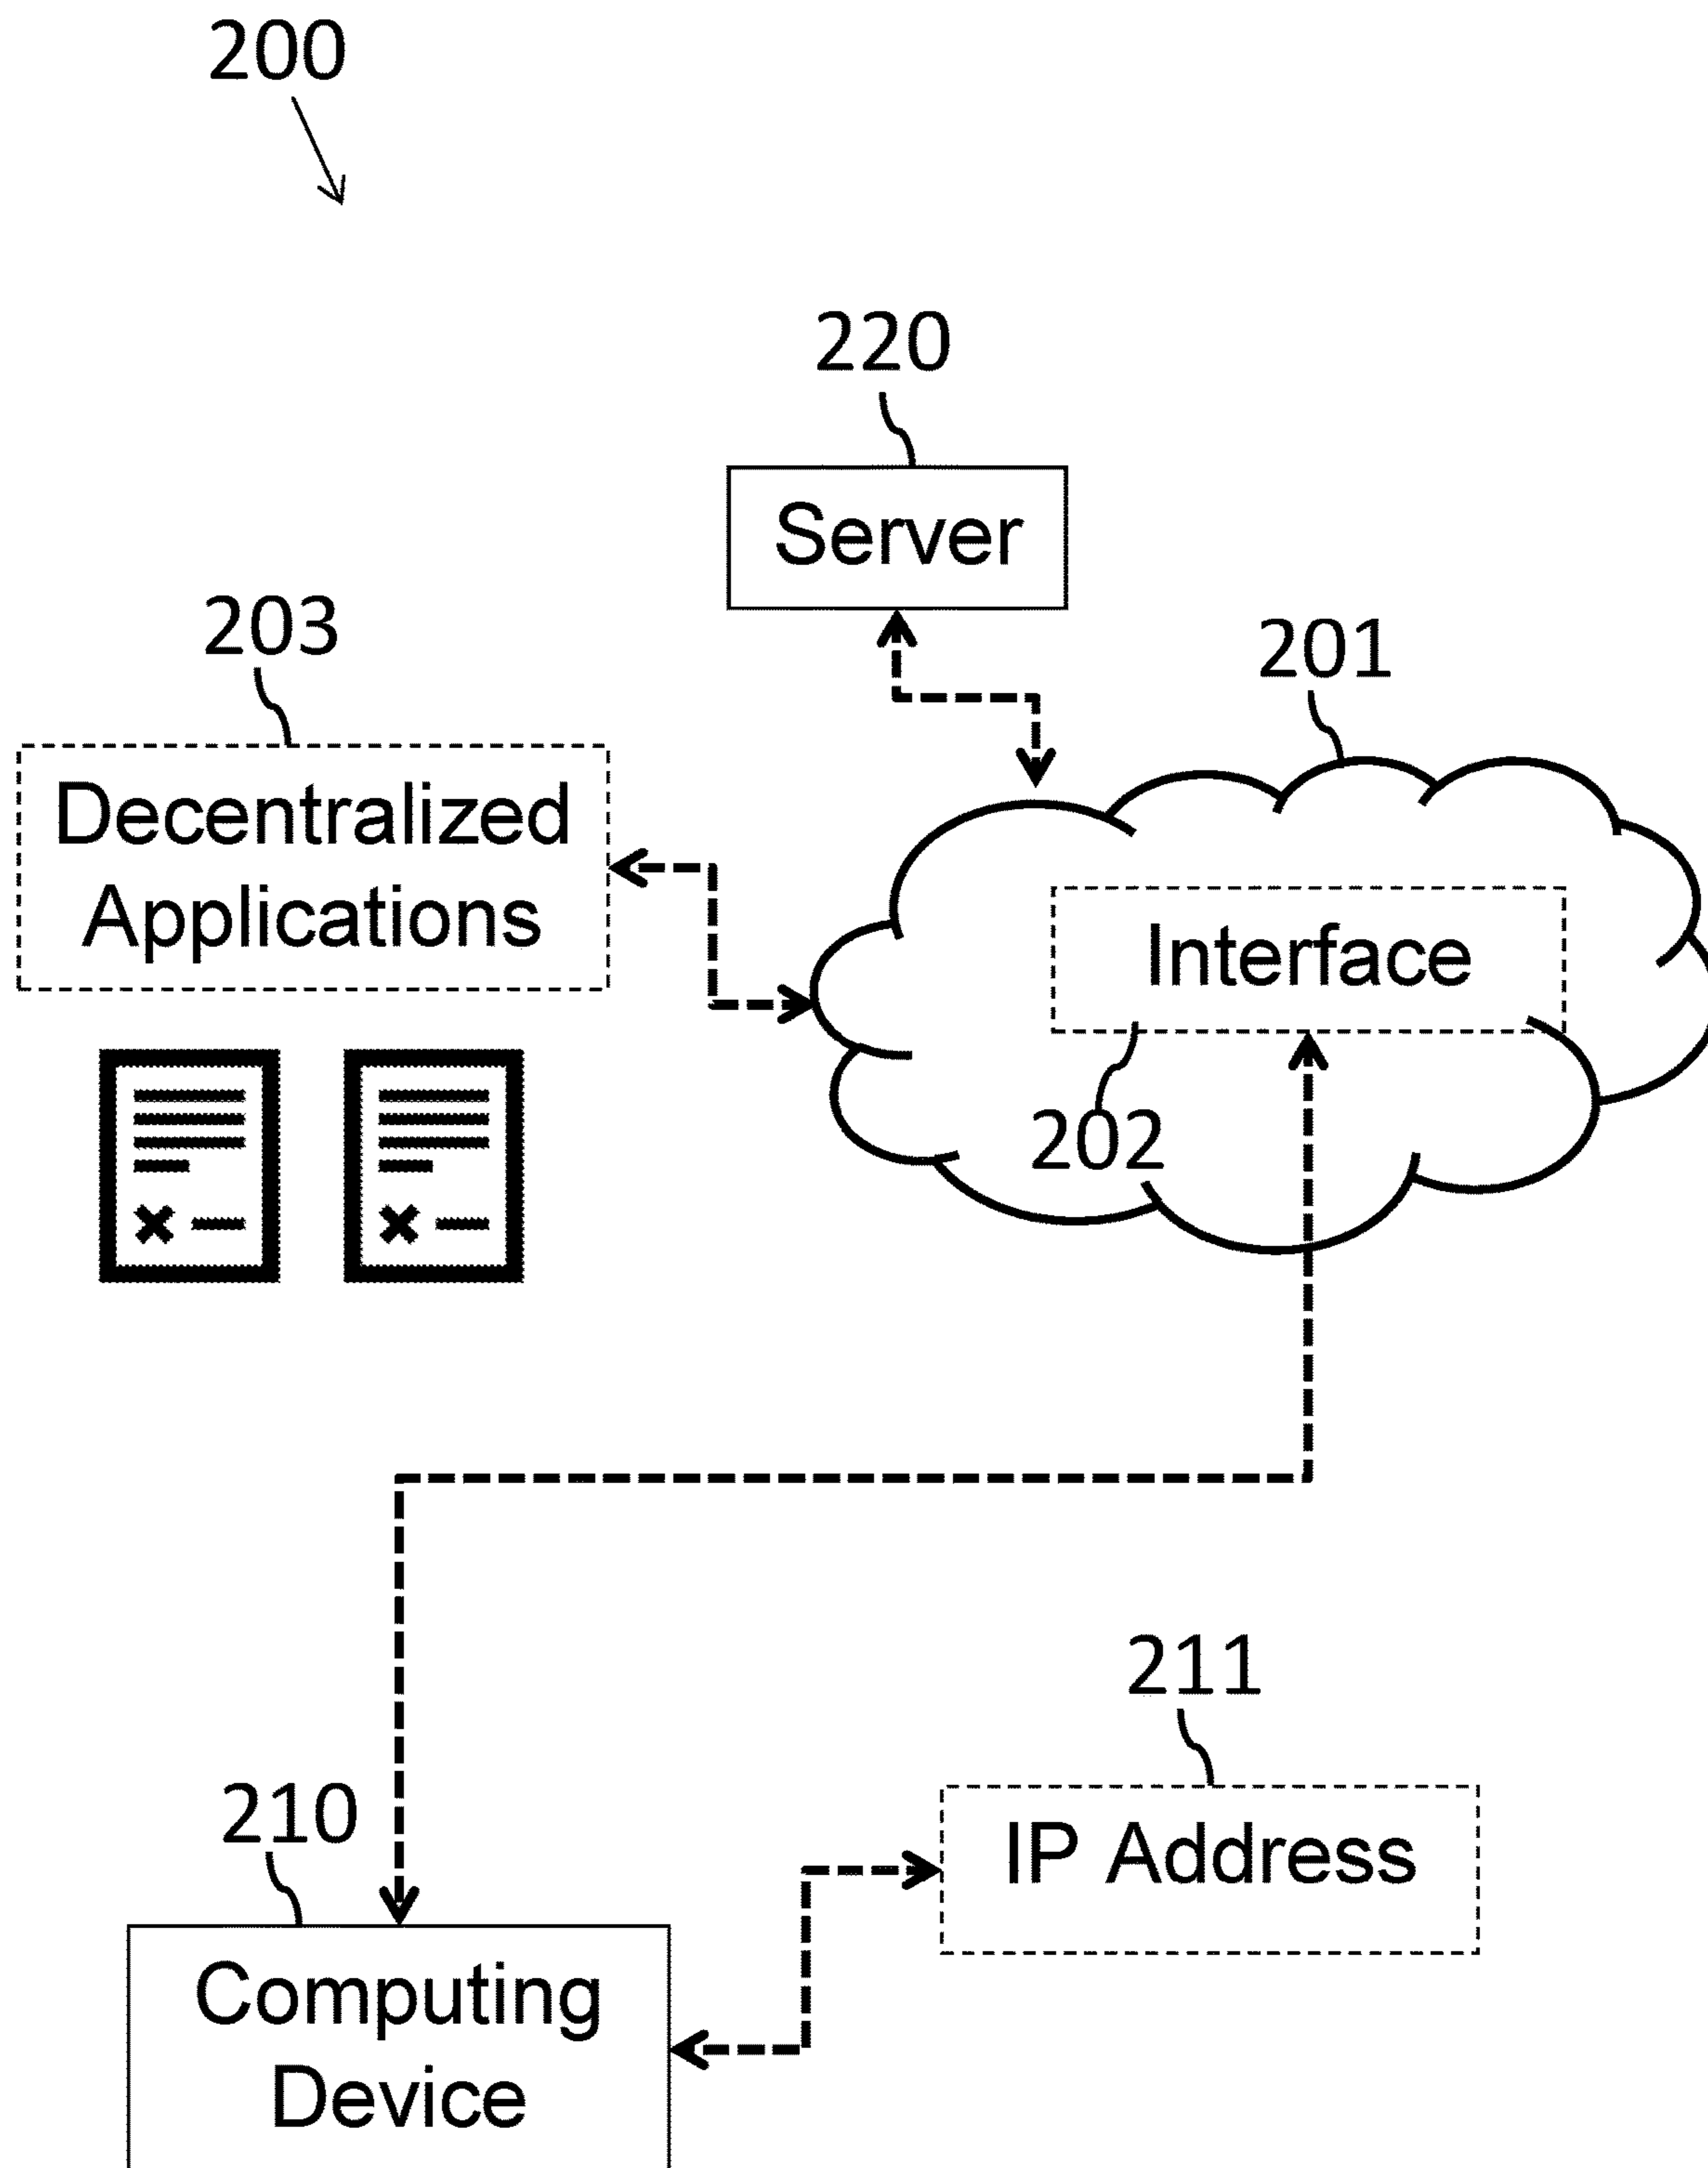 200
220
Server
203
201
Decentralized
Applications
Interface
202
211
210
IP Address
Computing
Device